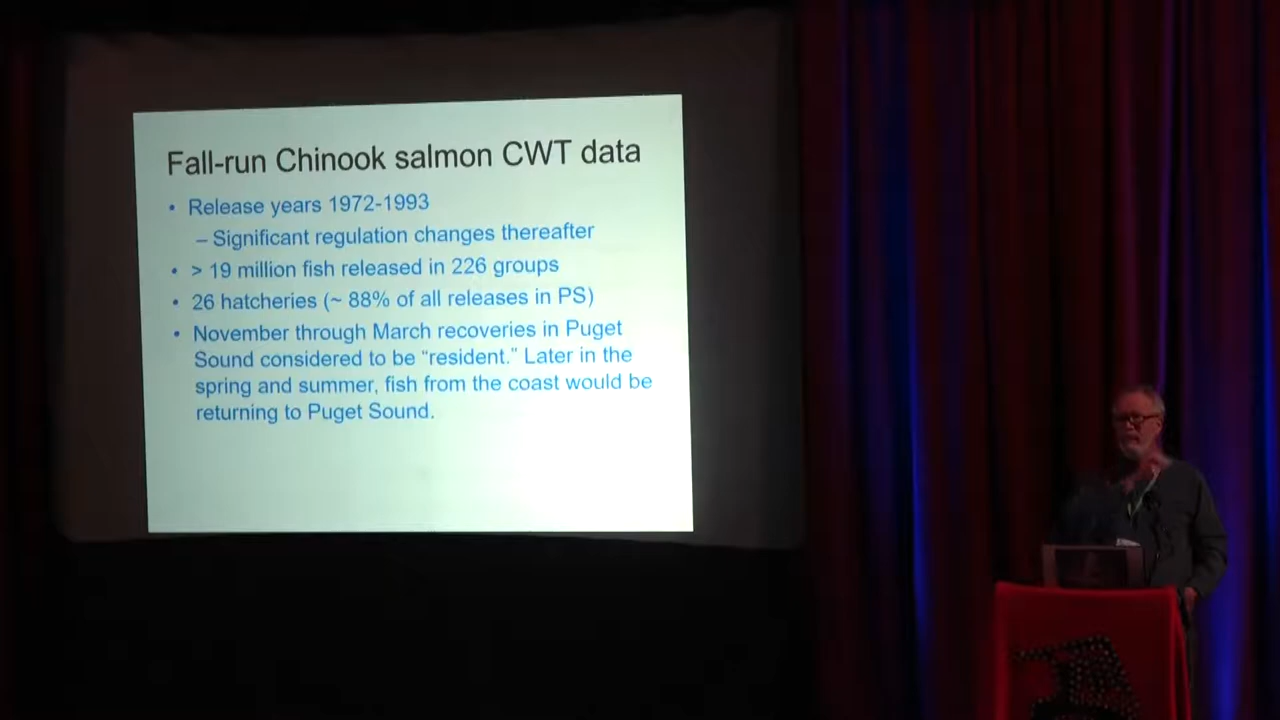 Fall-run Chinook salmon CWT data
• Release years 1972-1993
– Significant regulation changes thereafter
• > 19 million fish released in 226 groups
• 26 hatcheries (~ 88% of all releases in PS)
• November through March recoveries in Puget
Sound considered to be “resident.” Later in the
spring and summer, fish from the coast would be
returning to Puget Sound.